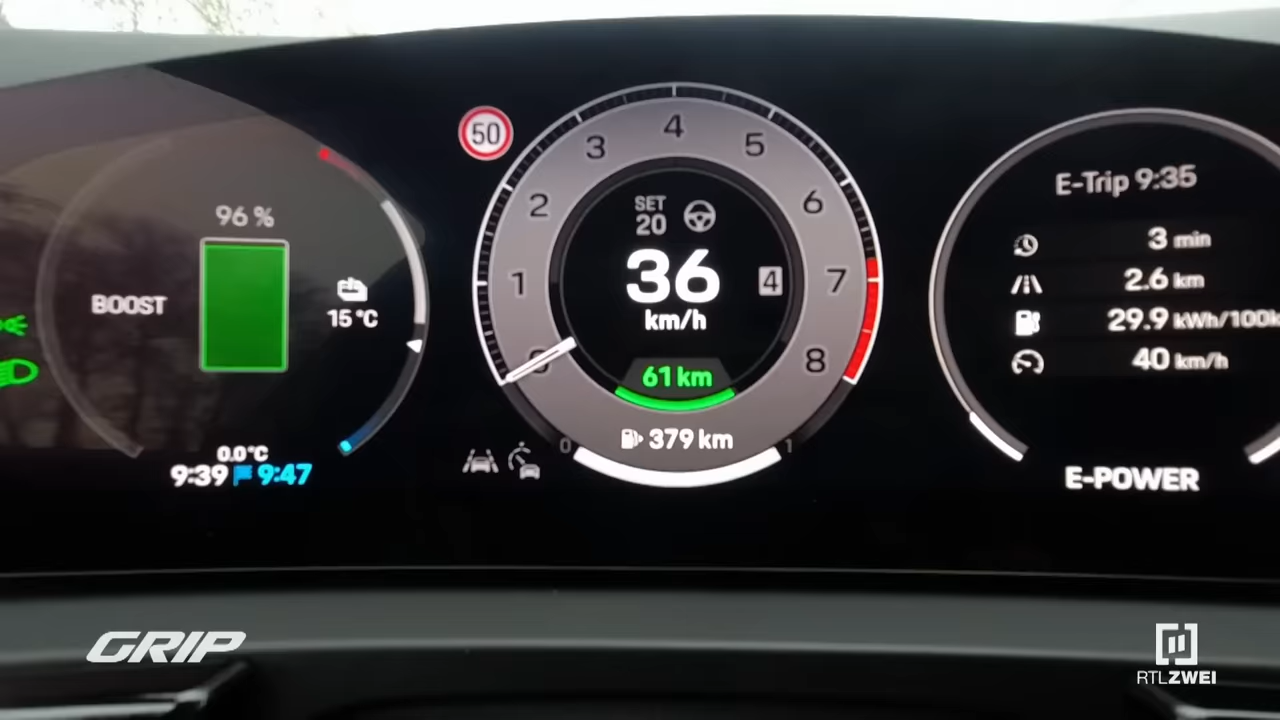 96 %
BOOST
15 °C
0.0°C
9:39 9:47
50
0
1
2
3
4
5
6
7
8
SET
20
36
km/h
4
61 km
379 km
0
1
E-Trip 9:35
3 min
2.6 km
29.9 kWh/100k
40 km/h
E-POWER
GRIP
RTLZWEI